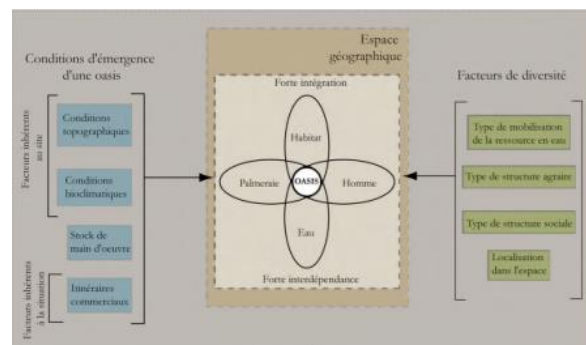 Conditions d'émergence
d'une oasis
Facteurs inhérents
au site
Conditions
topographiques
Conditions
bioclimatiques
Stock de
main d'oeuvre
Facteurs inhérents
à la situation
Itinéraires
commerciaux
Espace
géographique
Forte intégration
Habitat
Palmeraie
OASIS
Homme
Eau
Forte interdépendance
Facteurs de diversité
Type de mobilisation
de la ressource en eau
Type de structure agraire
Type de structure sociale
Localisation
dans l'espace